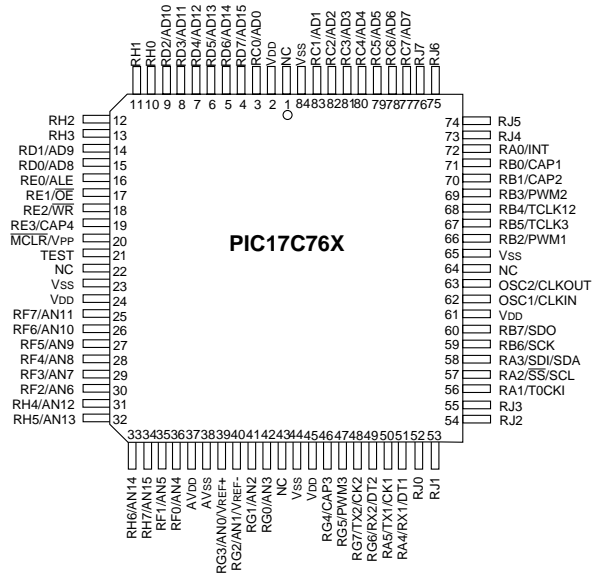 RH1
RH0
RD2/AD10
RD3/AD11
RD4/AD12
RD5/AD13
RD6/AD14
RD7/AD15
RC0/AD0
VDD
NC
VSS
RC1/AD1
RC2/AD2
RC3/AD3
RC4/AD4
RC5/AD5
RC6/AD6
RC7/AD7
RJ7
RJ6
11 10 9 8 7 6 5 4 3 2 1 84 83 82 81 80 79 78 77 76 75
RH2 12
RH3 13
RD1/AD9 14
RD0/AD8 15
RE0/ALE 16
RE1/OE 17
RE2/WR 18
RE3/CAP4 19
MCLR/VPP 20
TEST 21
NC 22
VSS 23
VDD 24
RF7/AN11 25
RF6/AN10 26
RF5/AN9 27
RF4/AN8 28
RF3/AN7 29
RF2/AN6 30
RH4/AN12 31
RH5/AN13 32
PIC17C76X
74 RJ5
73 RJ4
72 RA0/INT
71 RB0/CAP1
70 RB1/CAP2
69 RB3/PWM2
68 RB4/TCLK12
67 RB5/TCLK3
66 RB2/PWM1
65 VSS
64 NC
63 OSC2/CLKOUT
62 OSC1/CLKIN
61 VDD
60 RB7/SDO
59 RB6/SCK
58 RA3/SDI/SDA
57 RA2/SS/SCL
56 RA1/T0CKI
55 RJ3
54 RJ2
33 34 35 36 37 38 39 40 41 42 43 44 45 46 47 48 49 50 51 52 53
RH6/AN14
RH7/AN15
RF1/AN5
RF0/AN4
AVDD
AVSS
RG3/AN0/VREF+
RG2/AN1/VREF-
RG1/AN2
RG0/AN3
NC
VSS
VDD
RG4/CAP3
RG5/PWM3
RG7/TX2/CK2
RG6/RX2/DT2
RA5/TX1/CK1
RA4/RX1/DT1
RJ0
RJ1